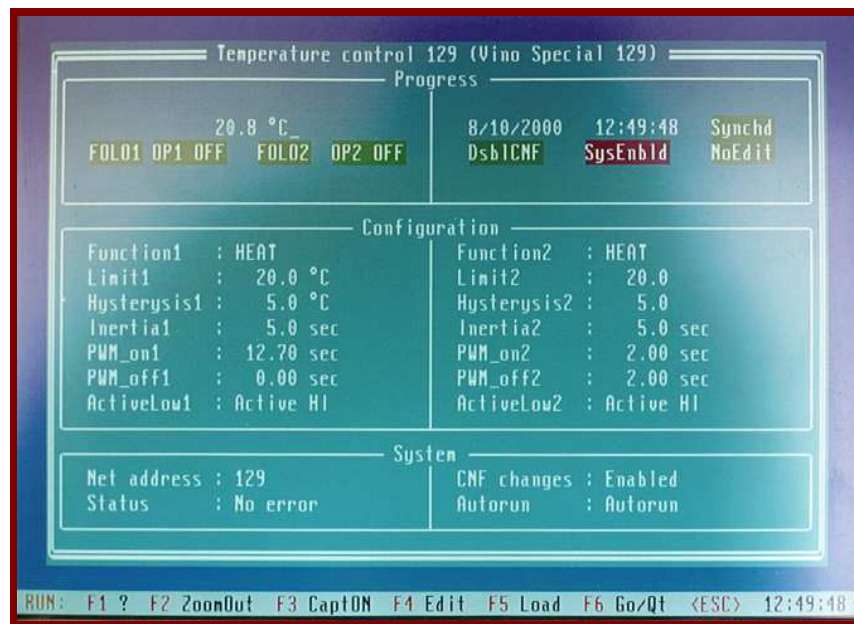 Temperature control 129 (Vino Special 129)
Progress
20.8 °C_
FOLO1 OP1 OFF FOLO2 OP2 OFF
8/10/2000 12:49:48 Synchd
DsblCNF SysEnbld NoEdit
Configuration
Function1 : HEAT
Limit1 : 20.0 °C
Hysterysis1 : 5.0 °C
Inertia1 : 5.0 sec
PWM_on1 : 12.70 sec
PWM_off1 : 0.00 sec
ActiveLow1 : Active HI
Function2 : HEAT
Limit2 : 20.0
Hysterysis2 : 5.0
Inertia2 : 5.0 sec
PWM_on2 : 2.00 sec
PWM_off2 : 2.00 sec
ActiveLow2 : Active HI
System
Net address : 129
Status : No error
CNF changes : Enabled
Autorun : Autorun
RUN: F1 ? F2 ZoomOut F3 CaptON F4 Edit F5 Load F6 Go/Qt <ESC> 12:49:48